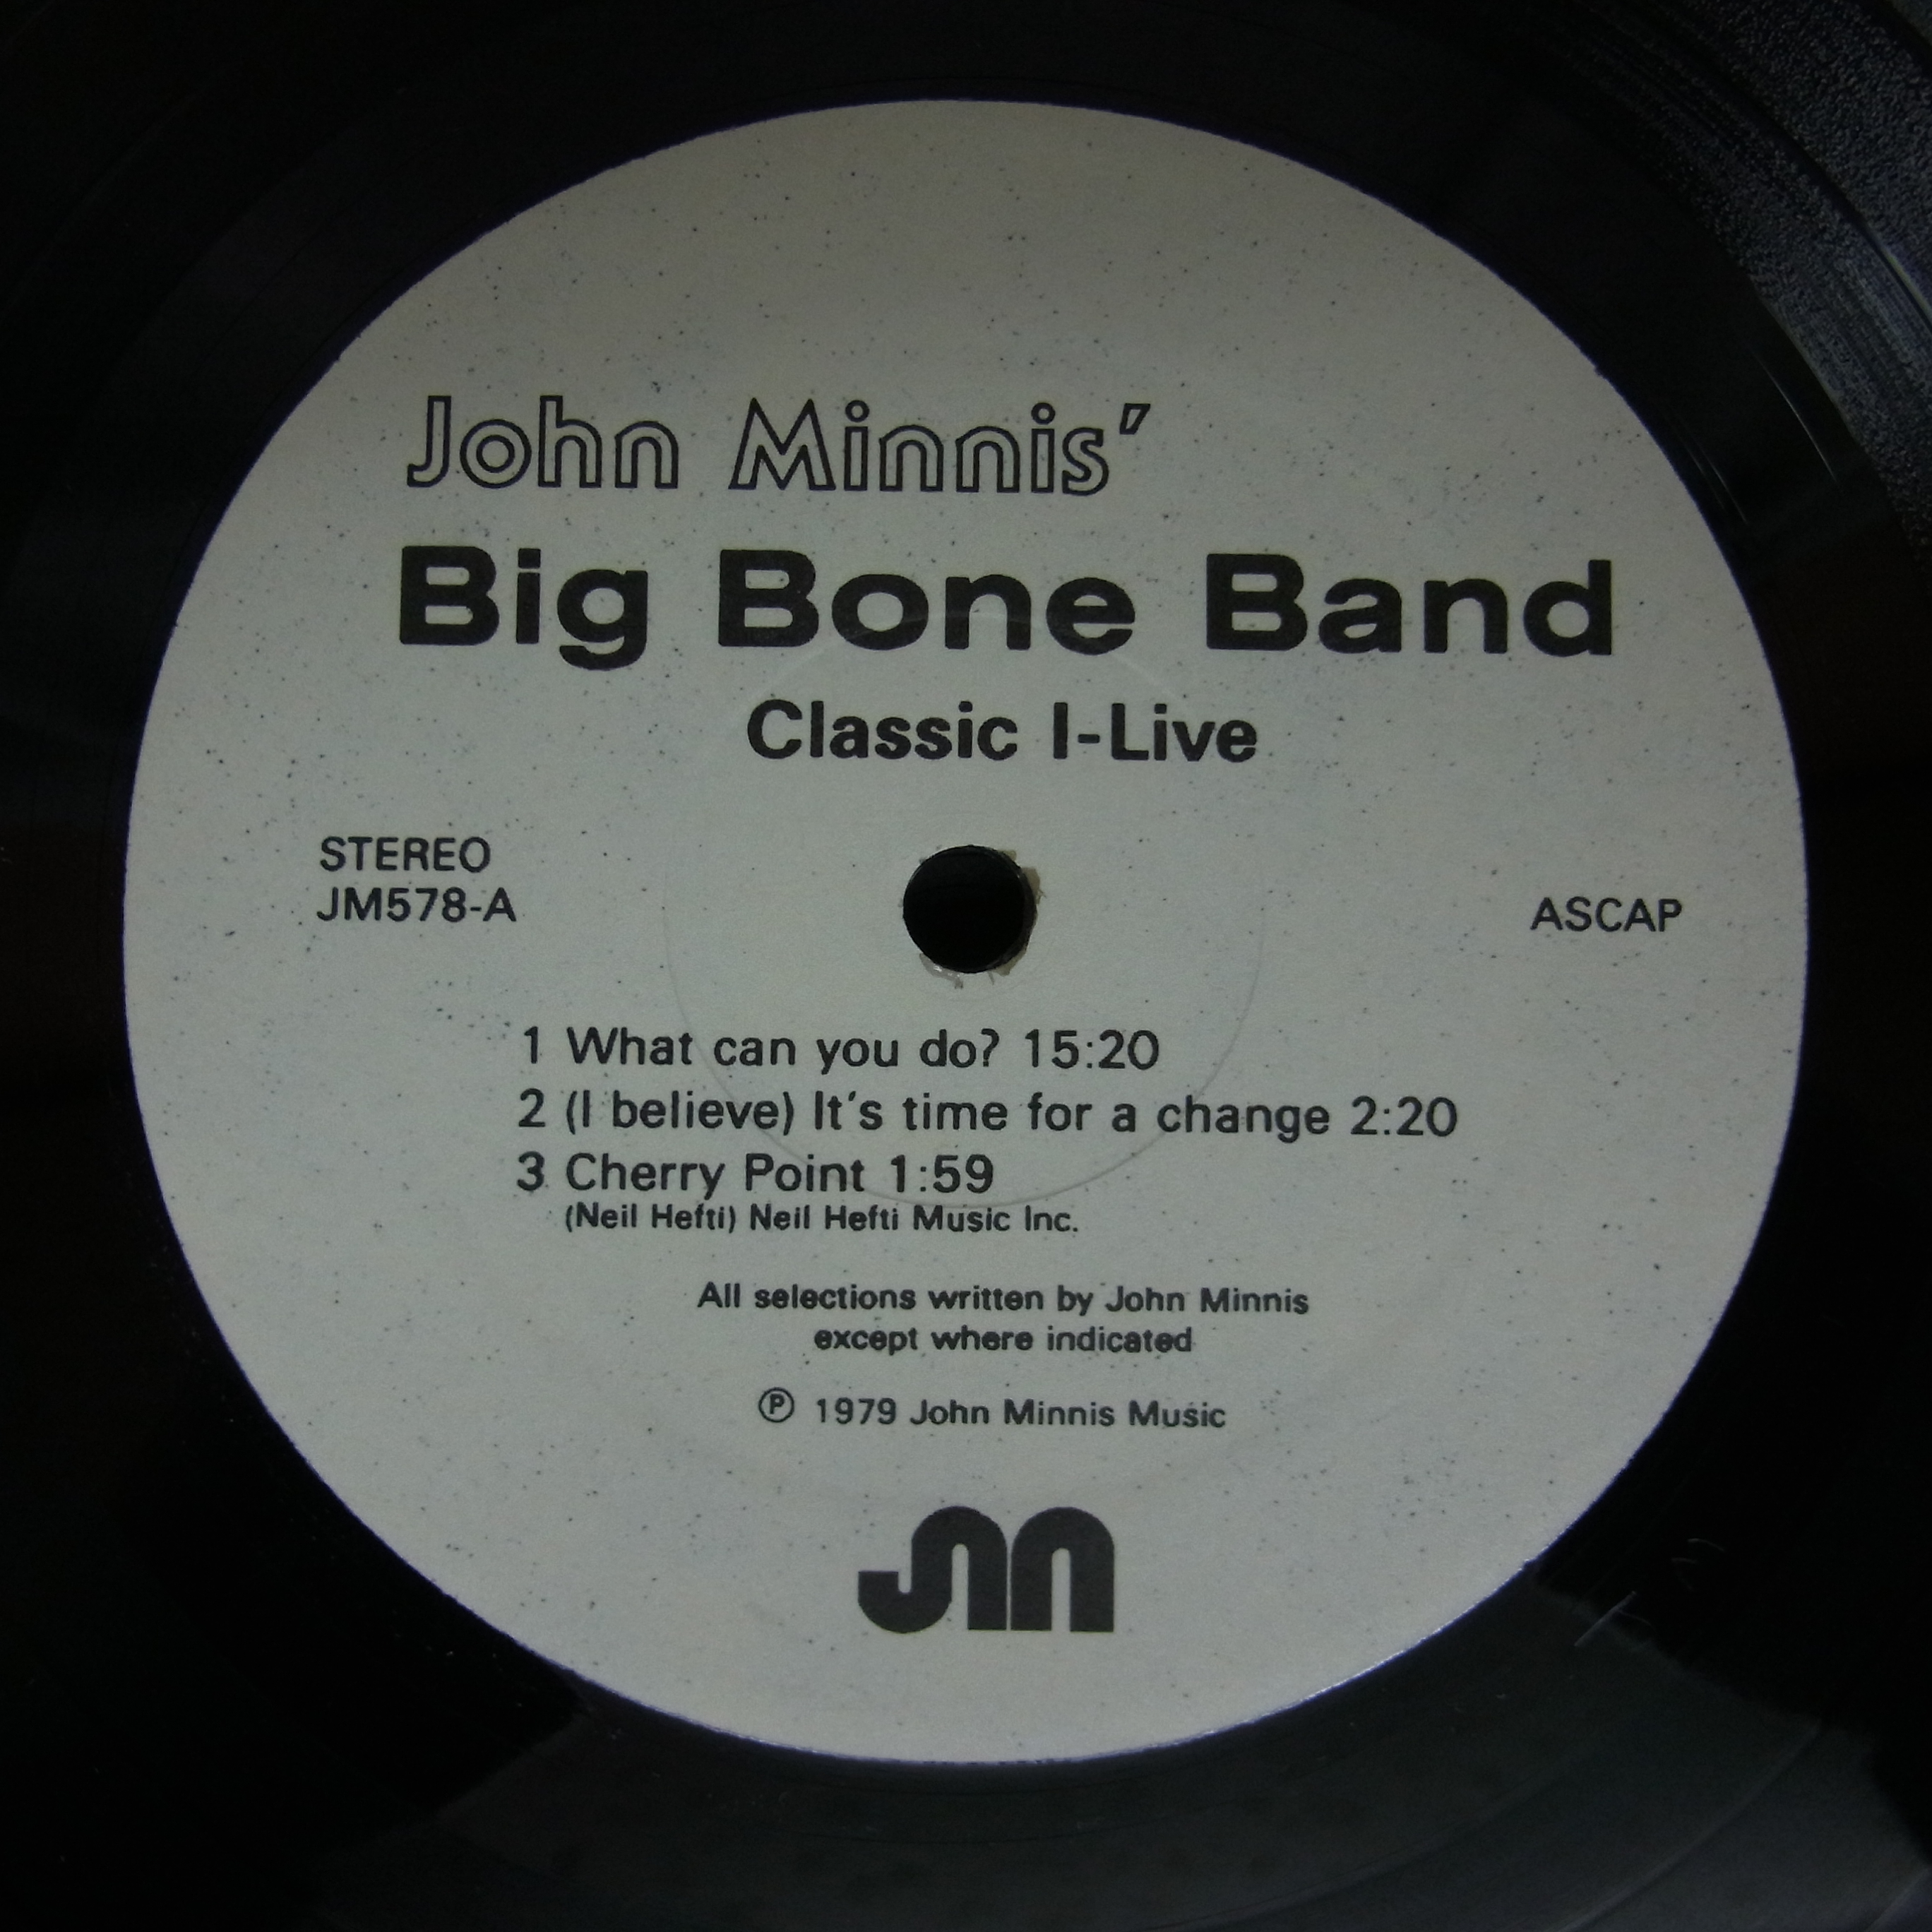 John Minnis'
Big Bone Band
Classic I-Live
STEREO
JM578-A
ASCAP
1 What can you do? 15:20
2 (I believe) It's time for a change 2:20
3 Cherry Point 1:59
(Neil Hefti) Neil Hefti Music Inc.
All selections written by John Minnis
except where indicated
Ⓟ 1979 John Minnis Music
JM